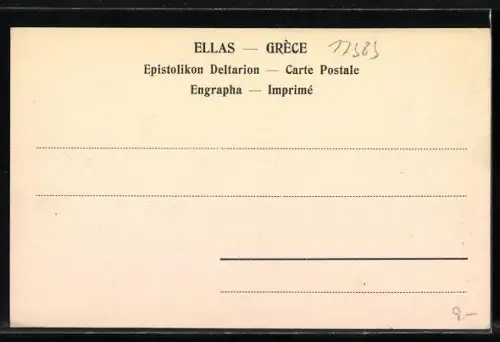 ELLAS — GRÈCE
Epistolikon Deltarion — Carte Postale
Engrapha — Imprimé